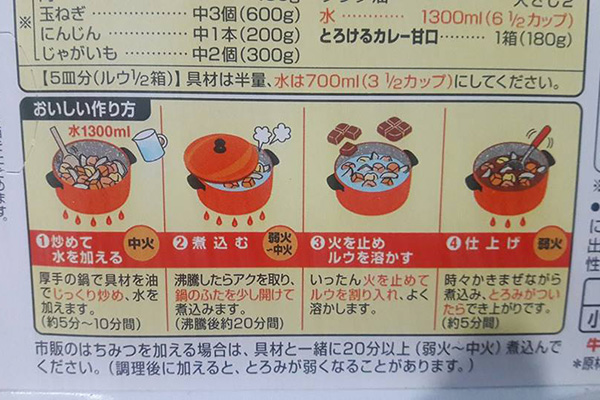 ※
玉ねぎ 中3個(600g)
にんじん 中1本(200g)
じゃがいも 中2個(300g)
水 1300ml(6 1/2カップ)
とろけるカレー甘口 1箱(180g)
【5皿分(ルウ1/2箱)】具材は半量、水は700ml(3 1/2カップ)にしてください。
おいしい作り方
水1300ml
①炒めて
水を加える 中火
厚手の鍋で具材を油
でじっくり炒め、水を
加えます。
(約5分~10分間)
②煮込む 弱火
~中火
沸騰したらアクを取り、
鍋のふたを少し開けて
煮込みます。
(沸騰後約20分間)
③火を止め
ルウを溶かす
いったん火を止めて
ルウを割り入れ、よく
溶かします。
④仕上げ 弱火
時々かきまぜながら
煮込み、とろみがつい
たらでき上がりです。
(約5分間)
市販のはちみつを加える場合は、具材と一緒に20分以上(弱火~中火)煮込んで
ください。(調理後に加えると、とろみが弱くなることがあります。)